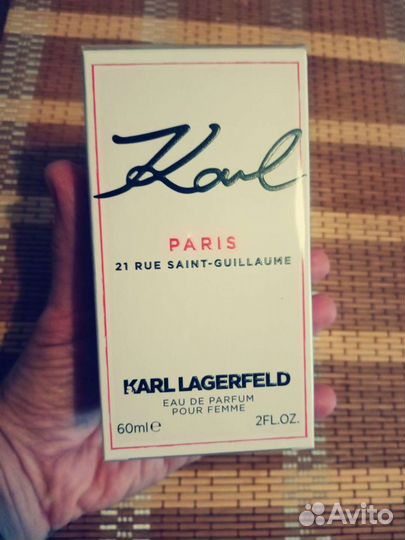 Karl
PARIS
21 RUE SAINT-GUILLAUME
KARL LAGERFELD
EAU DE PARFUM
POUR FEMME
60ml e 2FL.OZ.
Avito